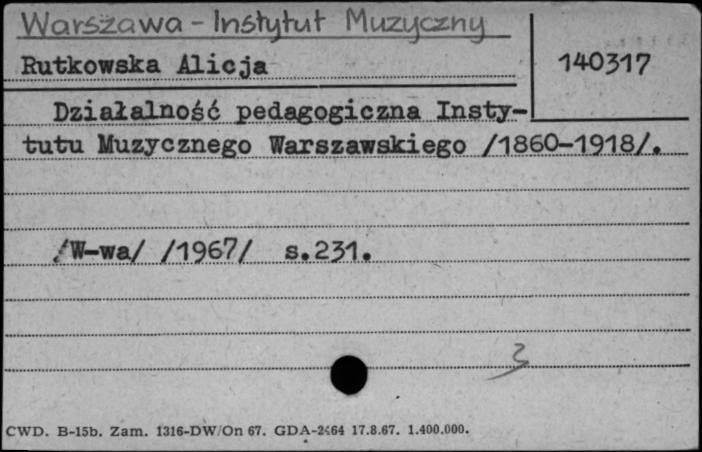 Warszawa - Instytut Muzyczny
Rutkowska Alicja
140317
Działalność pedagogiczna Insty-
tutu Muzycznego Warszawskiego /1860-1918/.
/W-wa/ /1967/ s.231.
3
CWD. B-15b. Zam. 1316-DW/On 67. GDA-2464 17.8.67. 1.400.000.